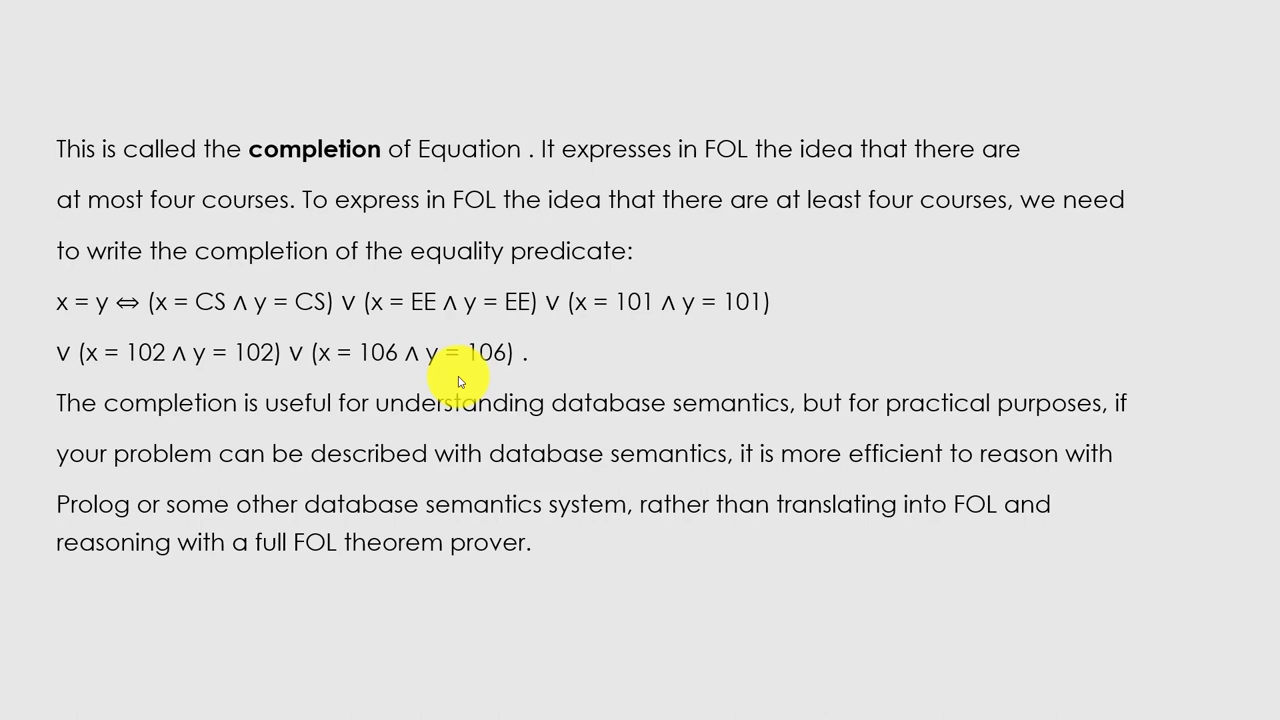 This is called the completion of Equation . It expresses in FOL the idea that there are
at most four courses. To express in FOL the idea that there are at least four courses, we need
to write the completion of the equality predicate:
x = y ⇔ (x = CS ∧ y = CS) ∨ (x = EE ∧ y = EE) ∨ (x = 101 ∧ y = 101)
∨ (x = 102 ∧ y = 102) ∨ (x = 106 ∧ y = 106) .
The completion is useful for understanding database semantics, but for practical purposes, if
your problem can be described with database semantics, it is more efficient to reason with
Prolog or some other database semantics system, rather than translating into FOL and
reasoning with a full FOL theorem prover.